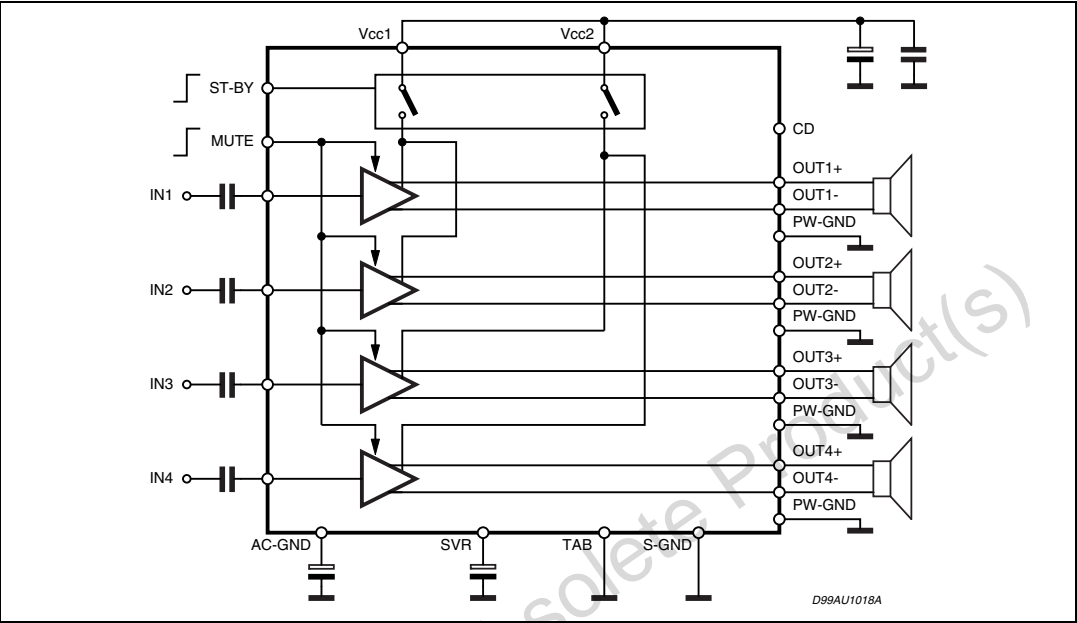 Vcc1
Vcc2
ST-BY
MUTE
CD
IN1
OUT1+
OUT1-
PW-GND
IN2
OUT2+
OUT2-
PW-GND
IN3
OUT3+
OUT3-
PW-GND
IN4
OUT4+
OUT4-
PW-GND
AC-GND
SVR
TAB
S-GND
D99AU1018A
solete Product(s)